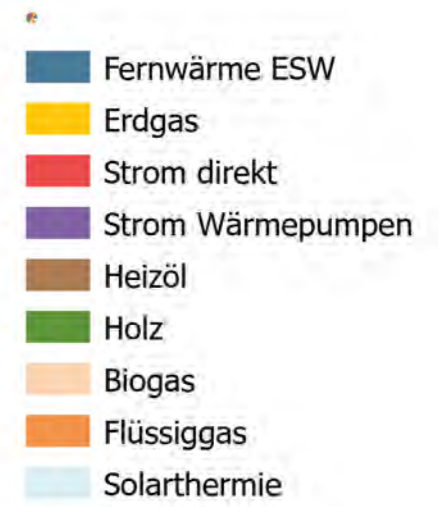 Fernwärme ESW
Erdgas
Strom direkt
Strom Wärmepumpen
Heizöl
Holz
Biogas
Flüssiggas
Solarthermie